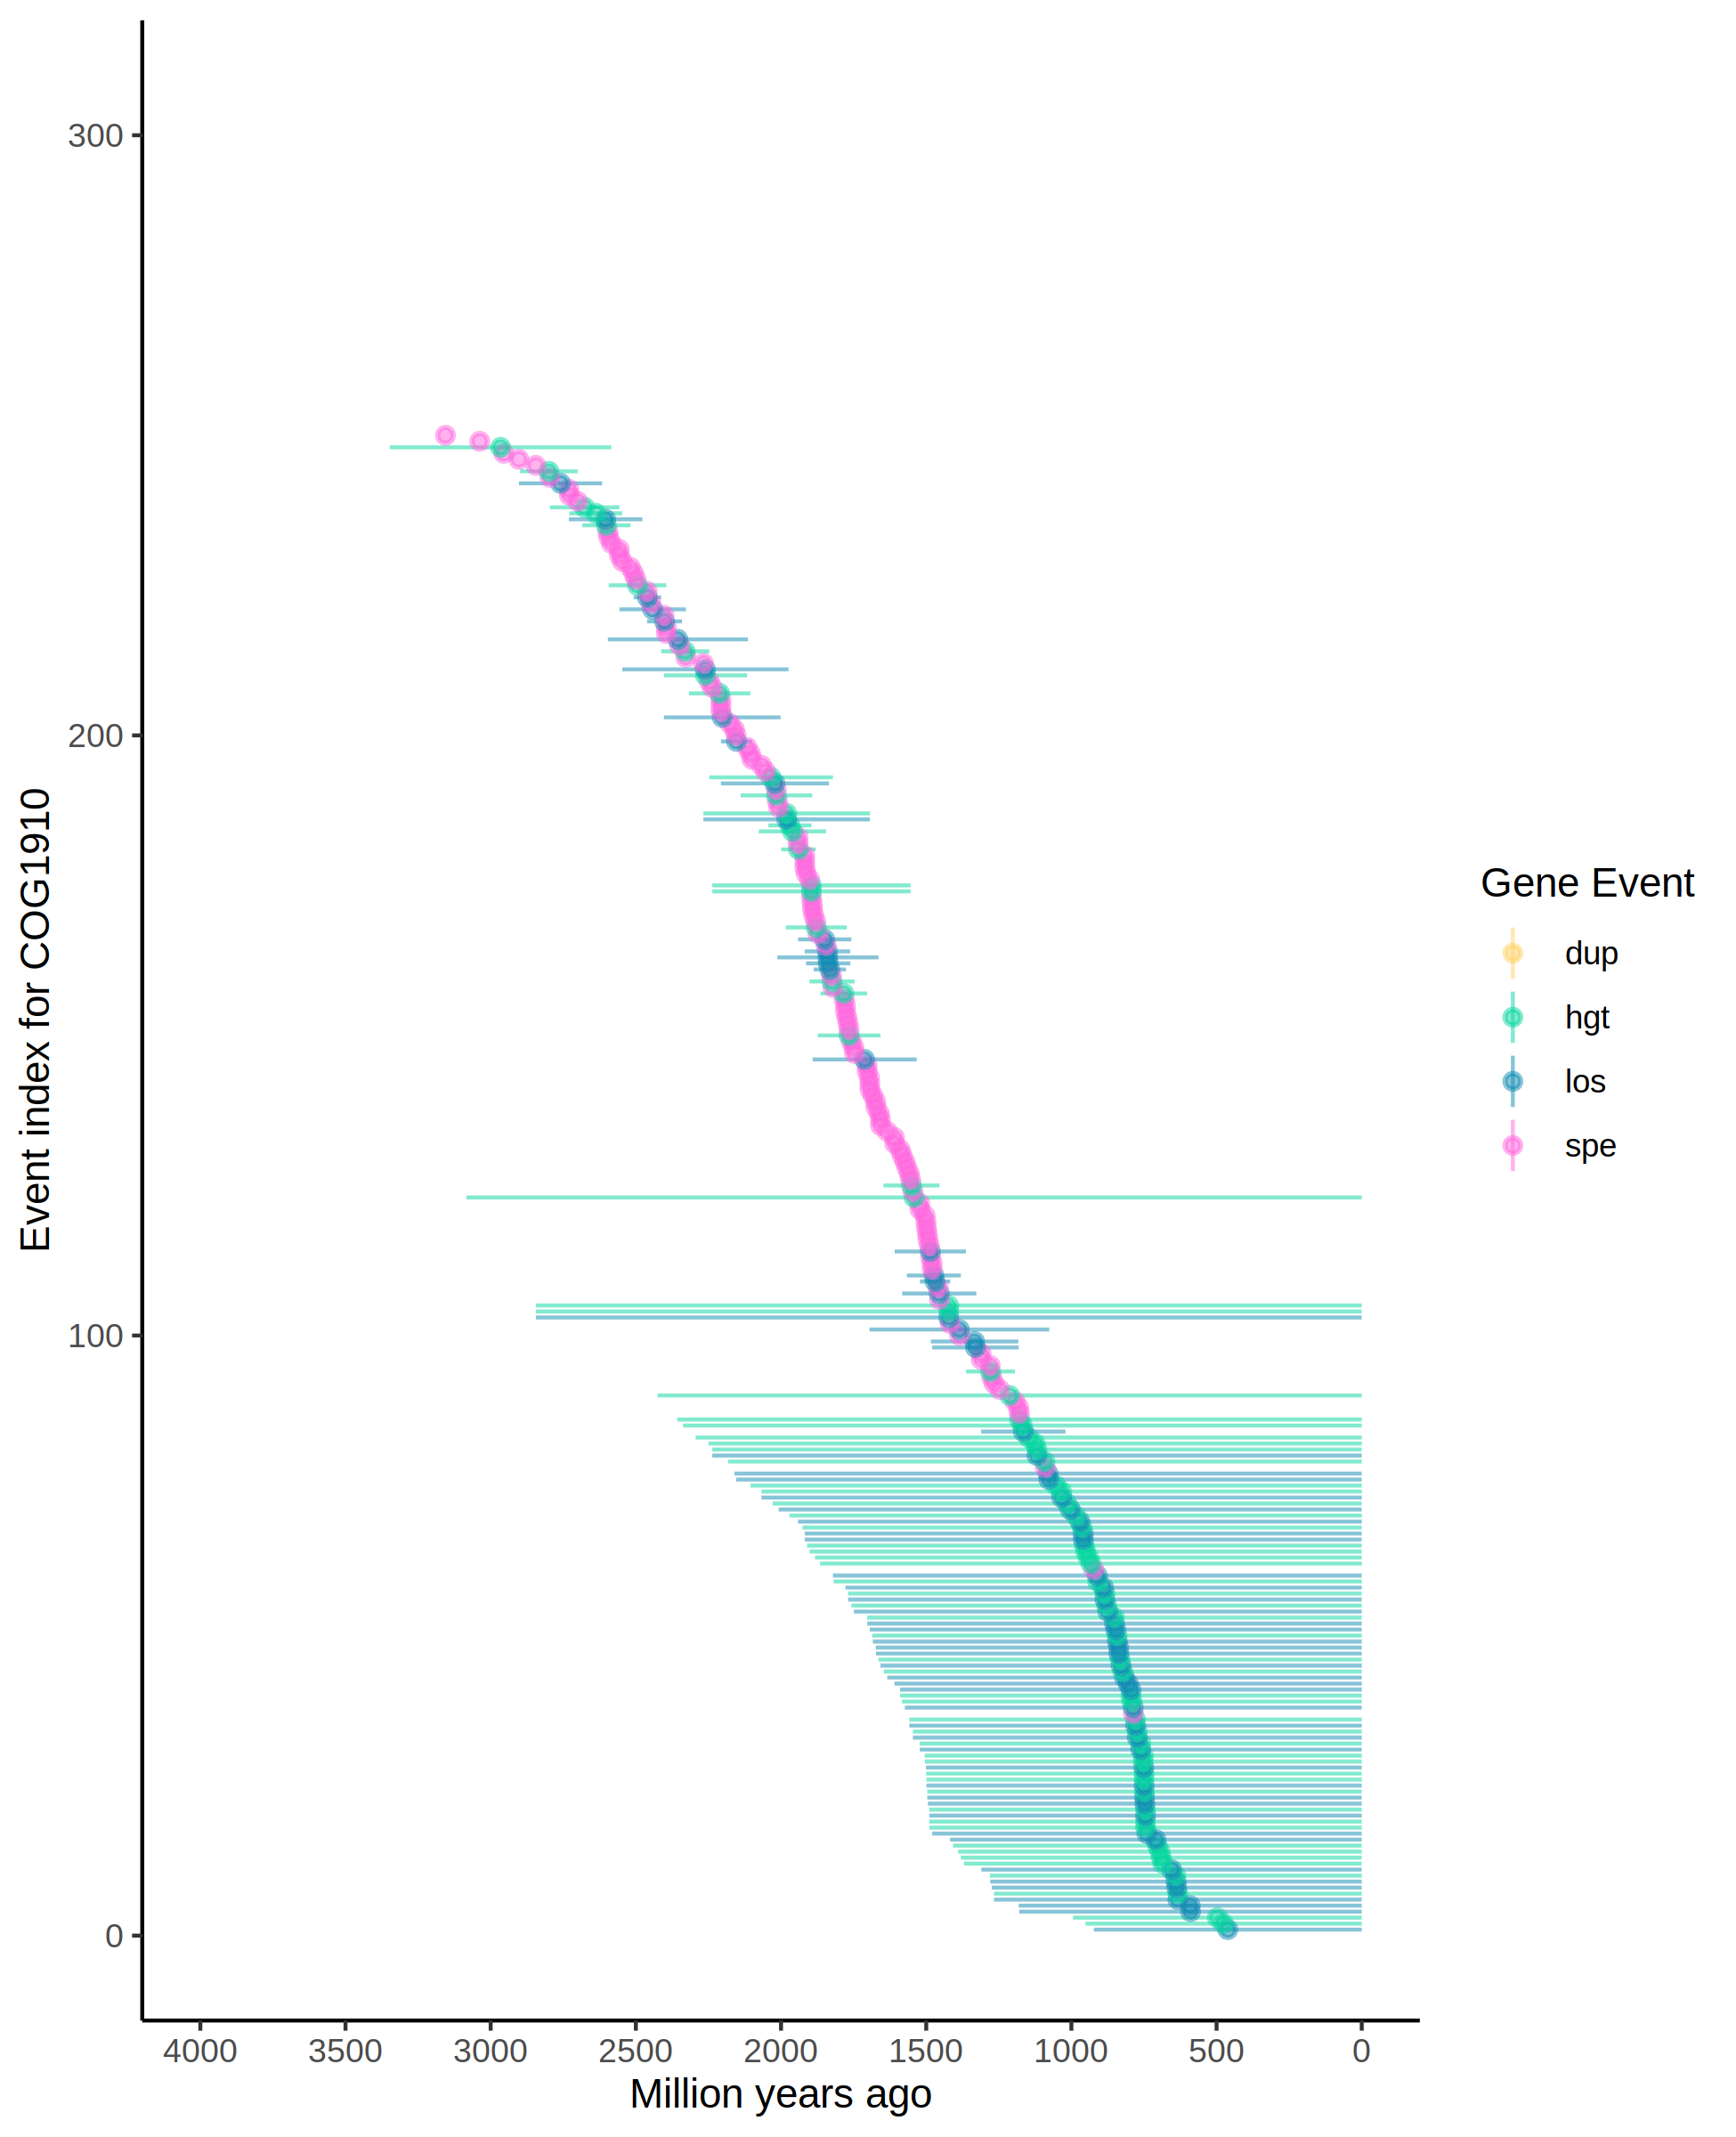 300
200
100
0
Event index for COG1910
4000 3500 3000 2500 2000 1500 1000 500 0
Million years ago
Gene Event
dup
hgt
los
spe